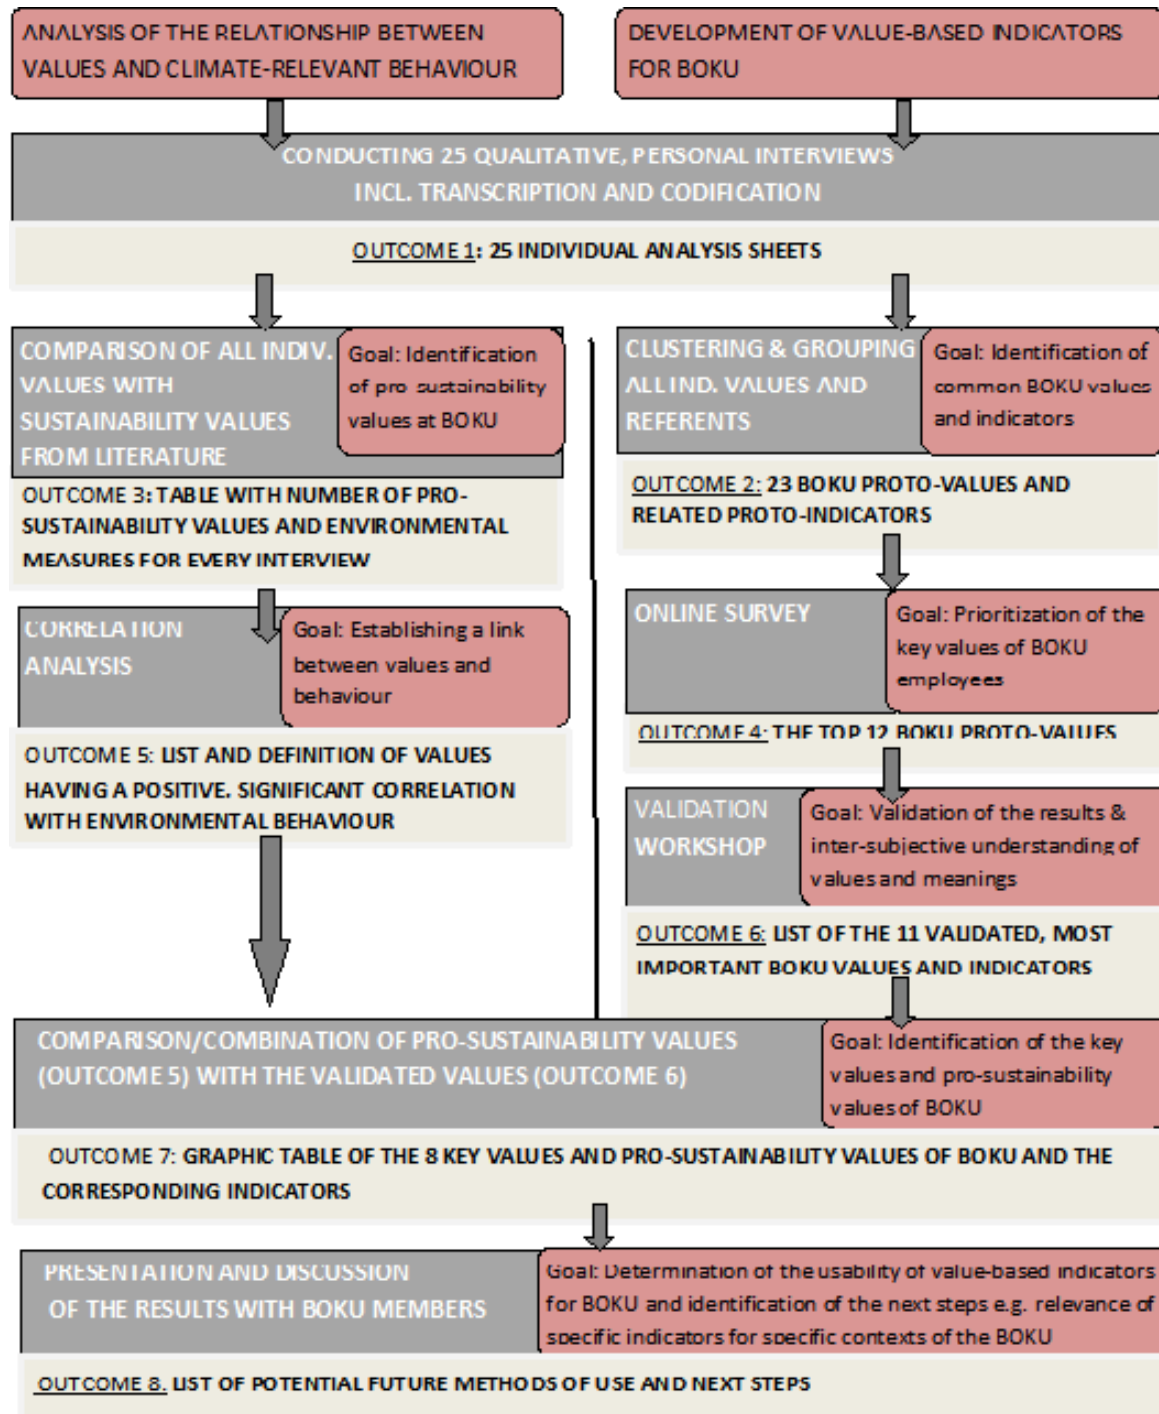 ANALYSIS OF THE RELATIONSHIP BETWEEN
VALUES AND CLIMATE-RELEVANT BEHAVIOUR
DEVELOPMENT OF VALUE-BASED INDICATORS
FOR BOKU
CONDUCTING 25 QUALITATIVE, PERSONAL INTERVIEWS
INCL. TRANSCRIPTION AND CODIFICATION
OUTCOME 1: 25 INDIVIDUAL ANALYSIS SHEETS
COMPARISON OF ALL INDIV.
VALUES WITH
SUSTAINABILITY VALUES
FROM LITERATURE
Goal: Identification
of pro sustainability
values at BOKU
OUTCOME 3: TABLE WITH NUMBER OF PRO-
SUSTAINABILITY VALUES AND ENVIRONMENTAL
MEASURES FOR EVERY INTERVIEW
CORRELATION
ANALYSIS
Goal: Establishing a link
between values and
behaviour
OUTCOME 5: LIST AND DEFINITION OF VALUES
HAVING A POSITIVE. SIGNIFICANT CORRELATION
WITH ENVIRONMENTAL BEHAVIOUR
CLUSTERING & GROUPING
ALL IND. VALUES AND
REFERENTS
Goal: Identification of
common BOKU values
and indicators
OUTCOME 2: 23 BOKU PROTO-VALUES AND
RELATED PROTO-INDICATORS
ONLINE SURVEY
Goal: Prioritization of the
key values of BOKU
employees
OUTCOME 4: THE TOP 12 BOKU PROTO-VALUES
VALIDATION
WORKSHOP
Goal: Validation of the results &
inter-subjective understanding of
values and meanings
OUTCOME 6: LIST OF THE 11 VALIDATED, MOST
IMPORTANT BOKU VALUES AND INDICATORS
COMPARISON/COMBINATION OF PRO-SUSTAINABILITY VALUES
(OUTCOME 5) WITH THE VALIDATED VALUES (OUTCOME 6)
Goal: Identification of the key
values and pro-sustainability
values of BOKU
OUTCOME 7: GRAPHIC TABLE OF THE 8 KEY VALUES AND PRO-SUSTAINABILITY VALUES OF BOKU AND THE
CORRESPONDING INDICATORS
PRESENTATION AND DISCUSSION
OF THE RESULTS WITH BOKU MEMBERS
Goal: Determination of the usability of value-based indicators
for BOKU and identification of the next steps e.g. relevance of
specific indicators for specific contexts of the BOKU
OUTCOME 8. LIST OF POTENTIAL FUTURE METHODS OF USE AND NEXT STEPS